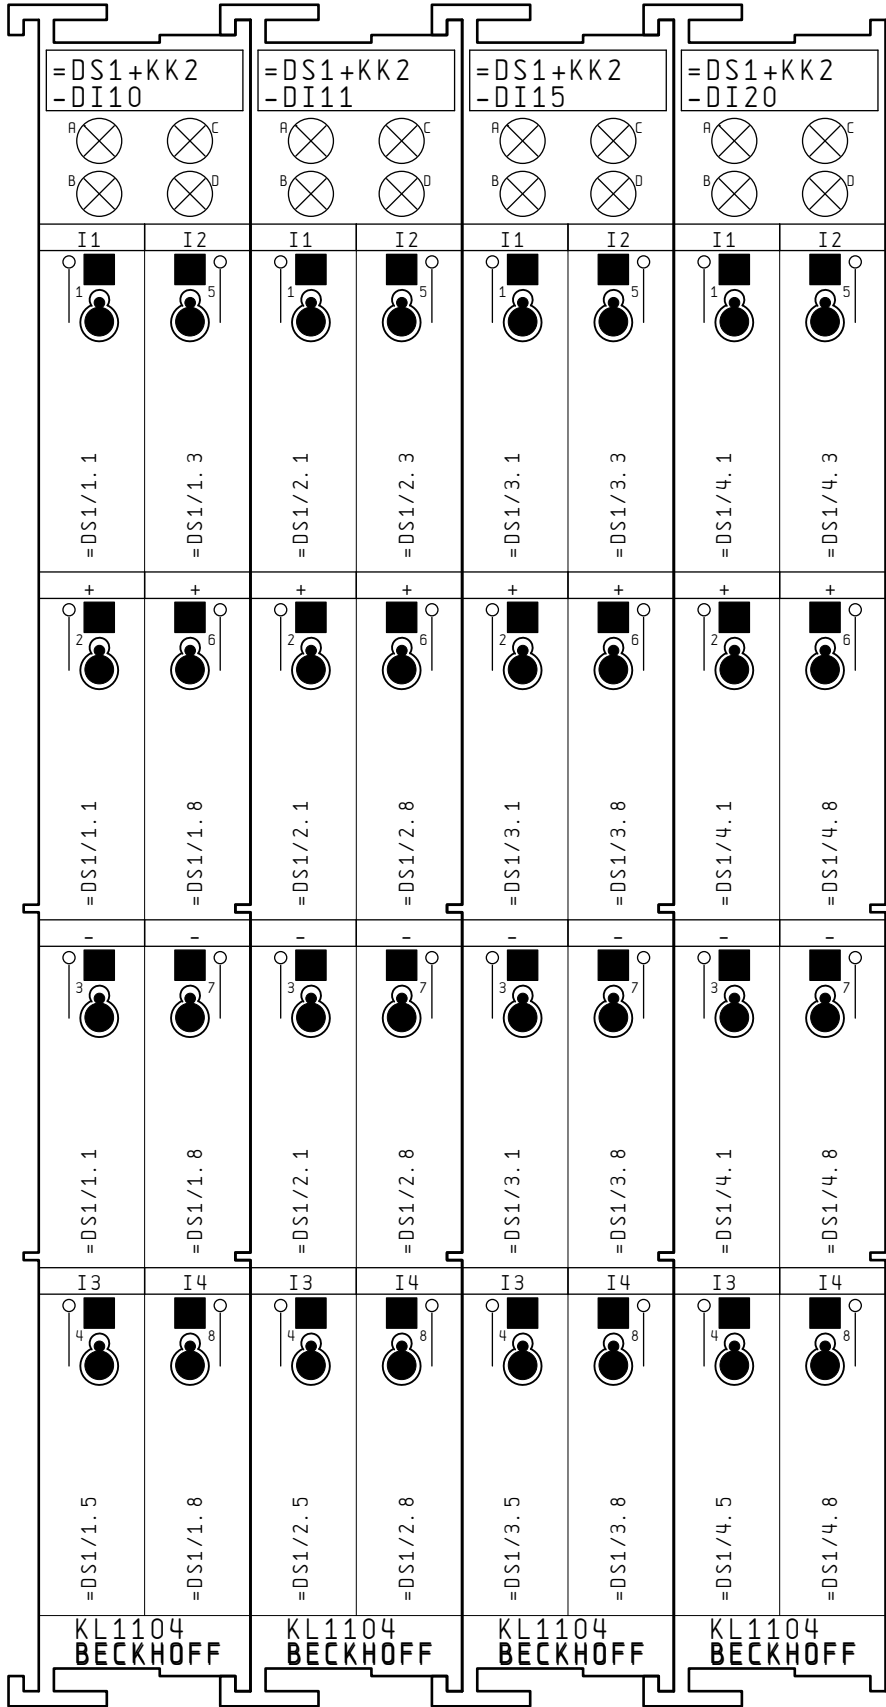 =DS1+KK2 =DS1+KK2 =DS1+KK2 =DS1+KK2
-DI10 -DI11 -DI15 -DI20
A C A C A C A C
B D B D B D B D
I1 I2 I1 I2 I1 I2 I1 I2
1 5 1 5 1 5 1 5
=DS1/1.1 =DS1/1.3 =DS1/2.1 =DS1/2.3 =DS1/3.1 =DS1/3.3 =DS1/4.1 =DS1/4.3
+ + + + + + + +
2 6 2 6 2 6 2 6
=DS1/1.1 =DS1/1.8 =DS1/2.1 =DS1/2.8 =DS1/3.1 =DS1/3.8 =DS1/4.1 =DS1/4.8
- - - - - - - -
3 7 3 7 3 7 3 7
=DS1/1.1 =DS1/1.8 =DS1/2.1 =DS1/2.8 =DS1/3.1 =DS1/3.8 =DS1/4.1 =DS1/4.8
I3 I4 I3 I4 I3 I4 I3 I4
4 8 4 8 4 8 4 8
=DS1/1.5 =DS1/1.8 =DS1/2.5 =DS1/2.8 =DS1/3.5 =DS1/3.8 =DS1/4.5 =DS1/4.8
KL1104 KL1104 KL1104 KL1104
BECKHOFF BECKHOFF BECKHOFF BECKHOFF